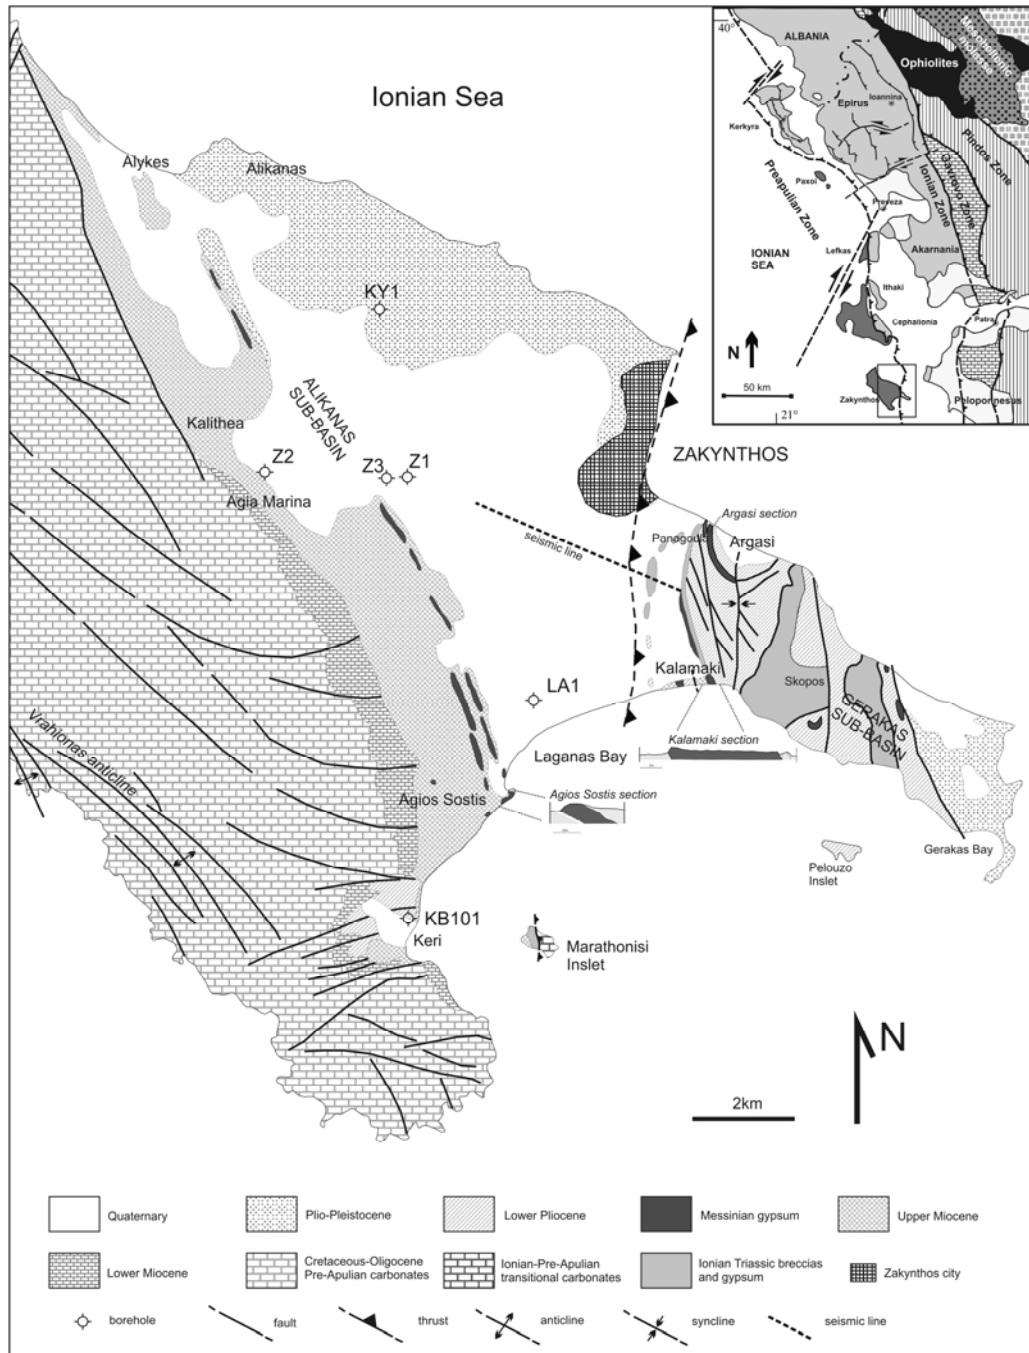 40°
ALBANIA
Mesohellenic
molasse
Ophiolites
Ionian Sea
Epirus
Ioannina
Kerkyra
Pindos Zone
Gavrovo Zone
Ionian Zone
Preapulian Zone
Paxoi
Preveza
Lefkas
Akarnania
IONIAN
SEA
Ithaki
Cephallonia
Patra
N
50 km
Zakynthos
Peloponnesus
21°
Alykes
Alikanas
KY1
ALIKANAS
SUB-BASIN
Kalithea
Z2
Z3
Z1
ZAKYNTHOS
Agia Marina
Argasi section
seismic line
Panogoula
Argasi
Kalamaki
Skopos
LA1
GERAKAS
SUB-BASIN
Vrahionas anticline
Kalamaki section
Laganas Bay
Agios Sostis
Agios Sostis section
Gerakas Bay
Pelouzo
Inslet
KB101
Keri
Marathonisi
Inslet
N
2km
Quaternary
Plio-Pleistocene
Lower Pliocene
Messinian gypsum
Upper Miocene
Lower Miocene
Cretaceous-Oligocene
Pre-Apulian carbonates
Ionian-Pre-Apulian
transitional carbonates
Ionian Triassic breccias
and gypsum
Zakynthos city
borehole
fault
thrust
anticline
syncline
seismic line